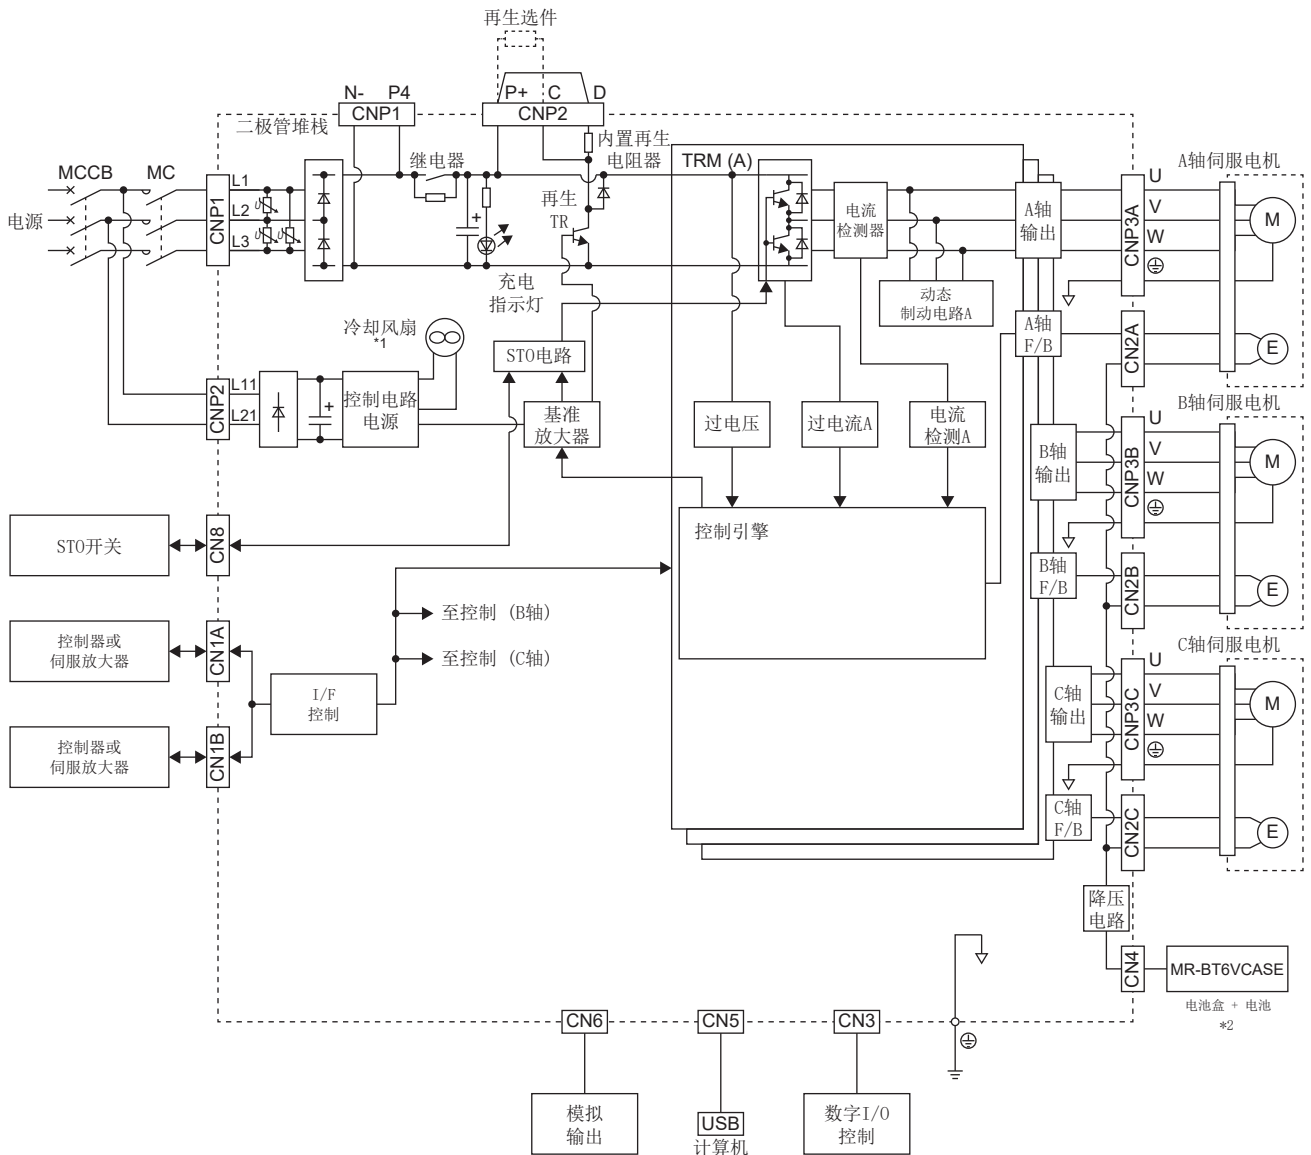 再生选件
N- P4
CNP1
P+ C D
CNP2
二极管堆栈
继电器
内置再生
电阻器
再生
TR
充电
指示灯
MCCB MC
电源
CNP1
L1
L2
L3
TRM (A)
电流
检测器
动态
制动电路A
A轴
输出
A轴
F/B
CNP3A
U
V
W
CN2A
A轴伺服电机
M
E
冷却风扇
*1
STO电路
CNP2
L11
L21
控制电路
电源
基准
放大器
过电压
过电流A
电流
检测A
控制引擎
B轴
输出
B轴
F/B
CNP3B
U
V
W
CN2B
B轴伺服电机
M
E
STO开关
CN8
控制器或
伺服放大器
CN1A
控制器或
伺服放大器
CN1B
I/F
控制
至控制 (B轴)
至控制 (C轴)
C轴
输出
C轴
F/B
CNP3C
U
V
W
CN2C
C轴伺服电机
M
E
降压
电路
CN4
MR-BT6VCASE
电池盒 + 电池
*2
CN6
CN5
CN3
模拟
输出
USB
计算机
数字I/O
控制